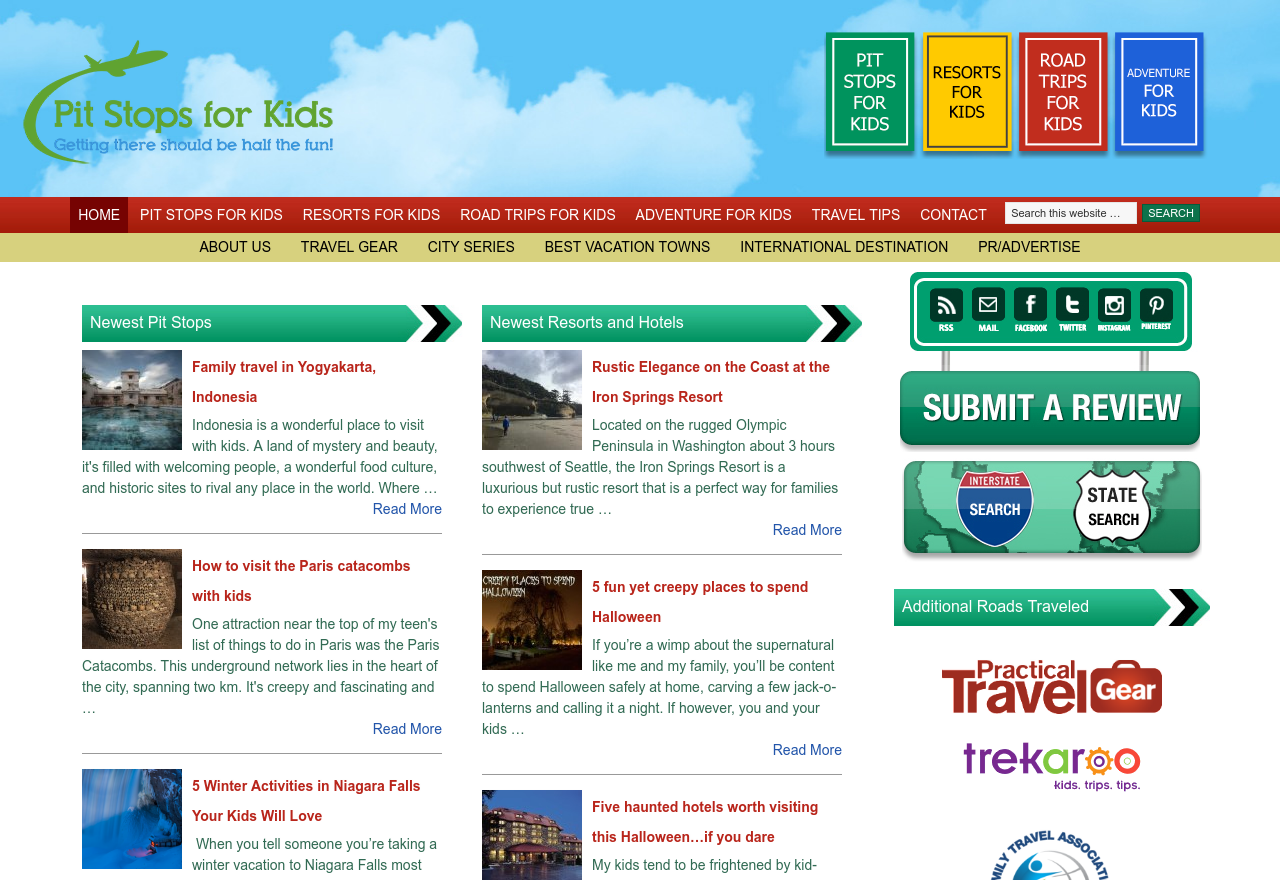 Pit Stops for Kids
Getting there should be half the fun!
PIT
STOPS
FOR
KIDS
RESORTS
FOR
KIDS
ROAD
TRIPS
FOR
KIDS
ADVENTURE
FOR
KIDS
HOME PIT STOPS FOR KIDS RESORTS FOR KIDS ROAD TRIPS FOR KIDS ADVENTURE FOR KIDS TRAVEL TIPS CONTACT Search this website … SEARCH
ABOUT US TRAVEL GEAR CITY SERIES BEST VACATION TOWNS INTERNATIONAL DESTINATION PR/ADVERTISE
Newest Pit Stops
Family travel in Yogyakarta,
Indonesia
Indonesia is a wonderful place to visit
with kids. A land of mystery and beauty,
it's filled with welcoming people, a wonderful food culture,
and historic sites to rival any place in the world. Where …
Read More
How to visit the Paris catacombs
with kids
One attraction near the top of my teen's
list of things to do in Paris was the Paris
Catacombs. This underground network lies in the heart of
the city, spanning two km. It's creepy and fascinating and
…
Read More
5 Winter Activities in Niagara Falls
Your Kids Will Love
When you tell someone you’re taking a
winter vacation to Niagara Falls most
Newest Resorts and Hotels
Rustic Elegance on the Coast at the
Iron Springs Resort
Located on the rugged Olympic
Peninsula in Washington about 3 hours
southwest of Seattle, the Iron Springs Resort is a
luxurious but rustic resort that is a perfect way for families
to experience true …
Read More
CREEPY PLACES TO SPEND
HALLOWEEN
5 fun yet creepy places to spend
Halloween
If you’re a wimp about the supernatural
like me and my family, you’ll be content
to spend Halloween safely at home, carving a few jack-o-
lanterns and calling it a night. If however, you and your
kids …
Read More
Five haunted hotels worth visiting
this Halloween…if you dare
My kids tend to be frightened by kid-
RSS MAIL FACEBOOK TWITTER INSTAGRAM PINTEREST
SUBMIT A REVIEW
INTERSTATE
SEARCH
STATE
SEARCH
Additional Roads Traveled
Practical
Travel Gear
trekaroo
kids. trips. tips.
TRAVEL